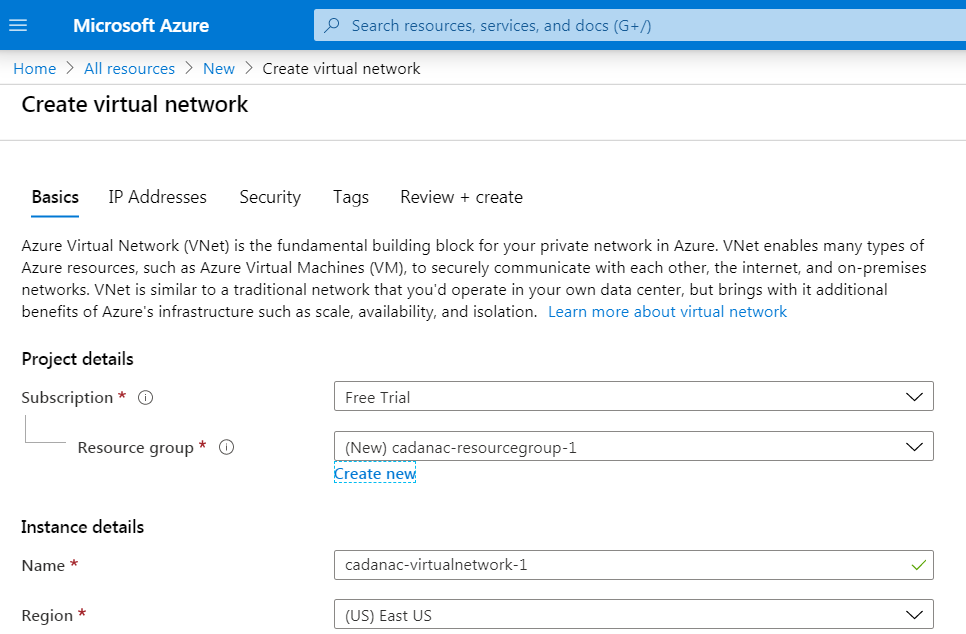 Microsoft Azure
Search resources, services, and docs (G+/)
Home > All resources > New > Create virtual network
Create virtual network
Basics IP Addresses Security Tags Review + create
Azure Virtual Network (VNet) is the fundamental building block for your private network in Azure. VNet enables many types of
Azure resources, such as Azure Virtual Machines (VM), to securely communicate with each other, the internet, and on-premises
networks. VNet is similar to a traditional network that you'd operate in your own data center, but brings with it additional
benefits of Azure's infrastructure such as scale, availability, and isolation. Learn more about virtual network
Project details
Subscription * Free Trial
Resource group * (New) cadanac-resourcegroup-1
Create new
Instance details
Name * cadanac-virtualnetwork-1
Region * (US) East US